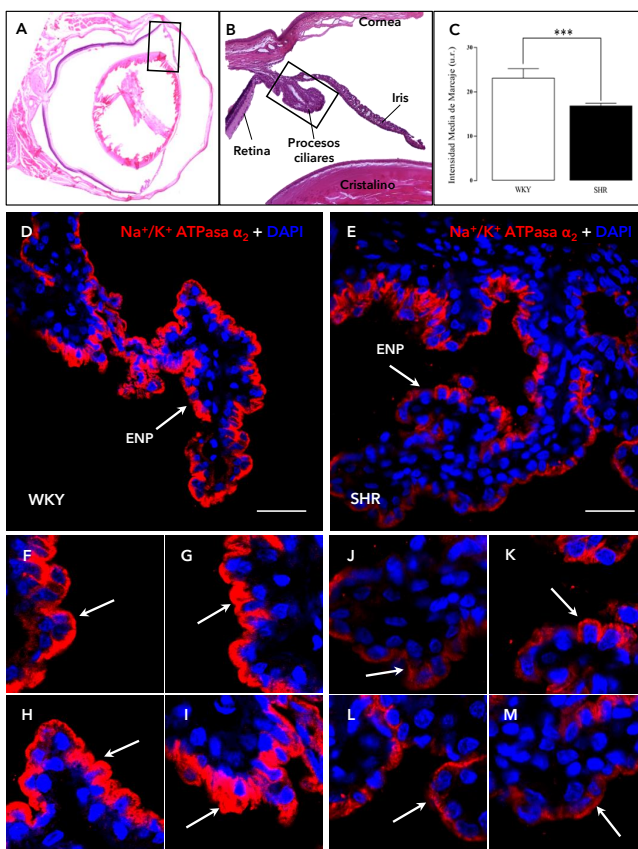 A
B
Cornea
Iris
Retina
Procesos
ciliares
Cristalino
C
***
Intensidad Media de Marcaje (u.r.)
30
20
10
0
WKY
SHR
D
Na⁺/K⁺ ATPasa α₂ + DAPI
ENP
WKY
E
Na⁺/K⁺ ATPasa α₂ + DAPI
ENP
SHR
F
G
H
I
J
K
L
M